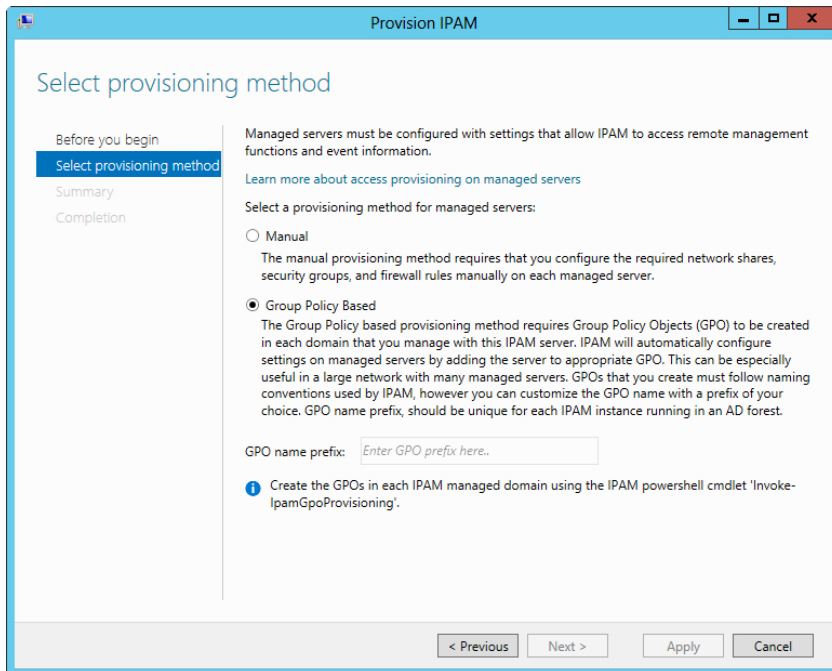 Provision IPAM
Select provisioning method
Before you begin
Select provisioning method
Summary
Completion
Managed servers must be configured with settings that allow IPAM to access remote management
functions and event information.
Learn more about access provisioning on managed servers
Select a provisioning method for managed servers:
Manual
The manual provisioning method requires that you configure the required network shares,
security groups, and firewall rules manually on each managed server.
Group Policy Based
The Group Policy based provisioning method requires Group Policy Objects (GPO) to be created
in each domain that you manage with this IPAM server. IPAM will automatically configure
settings on managed servers by adding the server to appropriate GPO. This can be especially
useful in a large network with many managed servers. GPOs that you create must follow naming
conventions used by IPAM, however you can customize the GPO name with a prefix of your
choice. GPO name prefix, should be unique for each IPAM instance running in an AD forest.
GPO name prefix: Enter GPO prefix here..
Create the GPOs in each IPAM managed domain using the IPAM powershell cmdlet 'Invoke-
IpamGpoProvisioning'.
< Previous Next > Apply Cancel